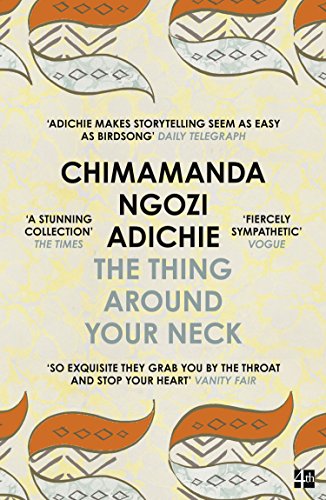 ‘ADICHIE MAKES STORYTELLING SEEM AS EASY
AS BIRDSONG’ DAILY TELEGRAPH
CHIMAMANDA
NGOZI
ADICHIE
‘A STUNNING
COLLECTION’
THE TIMES
‘FIERCELY
SYMPATHETIC’
VOGUE
THE THING
AROUND
YOUR NECK
‘SO EXQUISITE THEY GRAB YOU BY THE THROAT
AND STOP YOUR HEART’ VANITY FAIR
4th